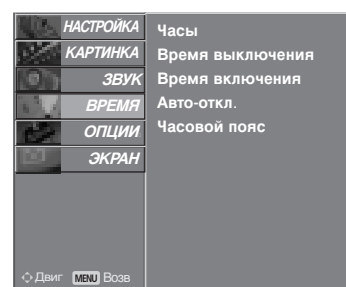 НАСТРОЙКА
КАРТИНКА
ЗВУК
ВРЕМЯ
ОПЦИИ
ЭКРАН
Часы
Время выключения
Время включения
Авто-откл.
Часовой пояс
Двиг MENU Возв